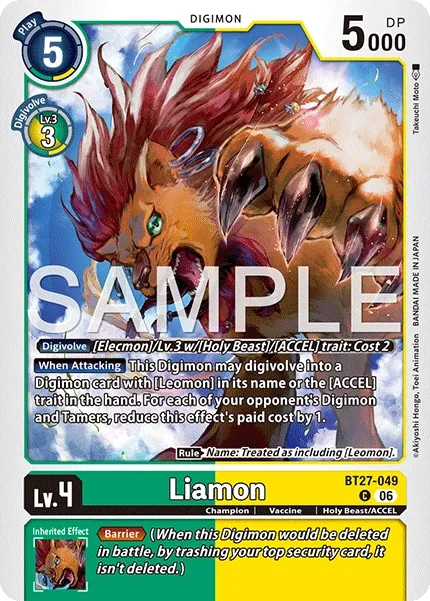 Play
DIGIMON
5
5000
DP
Digivolve
Lv.3
3
Takeuchi Moto
©Akiyoshi Hongo, Toei Animation BANDAI MADE IN JAPAN
SAMPLE
Digivolve [Elecmon]/Lv.3 w/[Holy Beast]/[ACCEL] trait: Cost 2
When Attacking This Digimon may digivolve into a
Digimon card with [Leomon] in its name or the [ACCEL]
trait in the hand. For each of your opponent's Digimon
and Tamers, reduce this effect's paid cost by 1.
Rule Name: Treated as including [Leomon].
Lv.4
Liamon
BT27-049
C 06
Champion Vaccine Holy Beast/ACCEL
Inherited Effect
Barrier (When this Digimon would be deleted
in battle, by trashing your top security card, it
isn't deleted.)